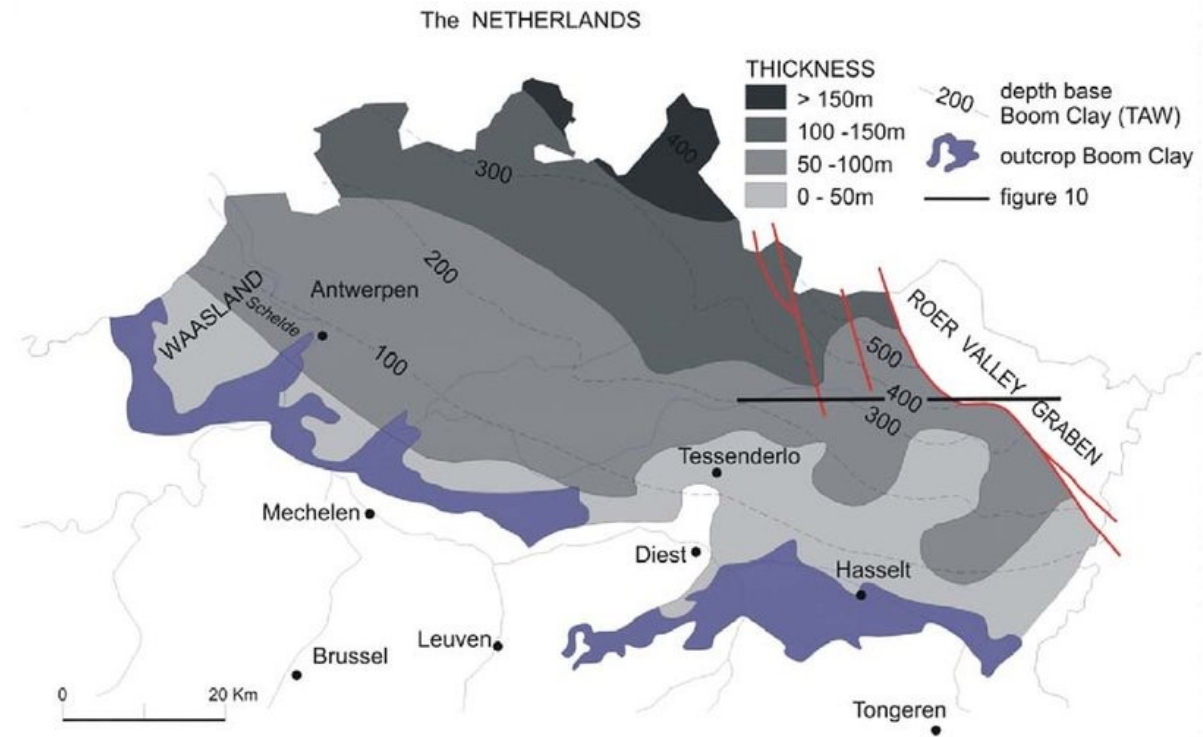 The NETHERLANDS
THICKNESS
> 150m
100 -150m
50 -100m
0 - 50m
200
depth base
Boom Clay (TAW)
outcrop Boom Clay
figure 10
400
300
200
100
WAASLAND
Schelde
Antwerpen
500
400
300
ROER VALLEY GRABEN
Tessenderlo
Mechelen
Diest
Hasselt
Leuven
Brussel
0 20 Km
Tongeren